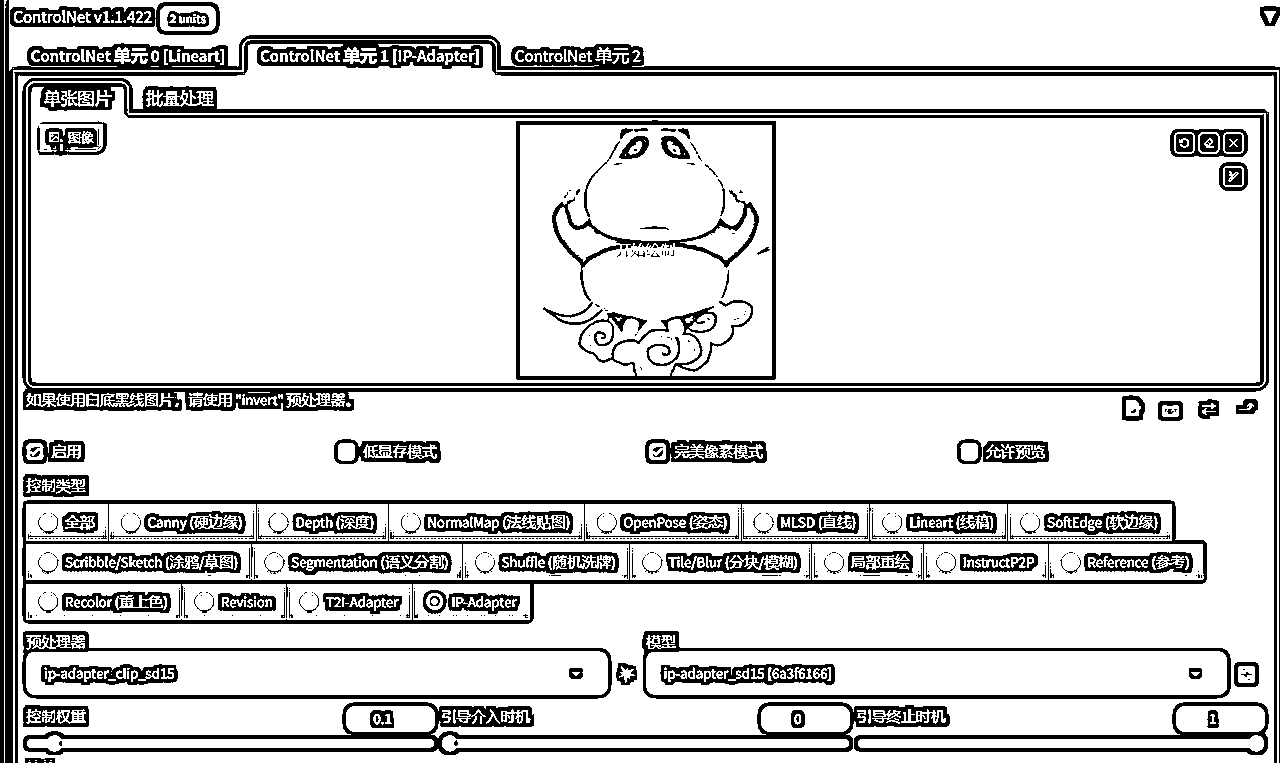 ControlNet v1.1.422 2 units
ControlNet 单元 0 [Lineart] ControlNet 单元 1 [IP-Adapter] ControlNet 单元 2
单张图片 批量处理
图像
开始绘制
如果使用白底黑线图片，请使用 "invert" 预处理器。
启用 低显存模式 完美像素模式 允许预览
控制类型
全部 Canny (硬边缘) Depth (深度) NormalMap (法线贴图) OpenPose (姿态) MLSD (直线) Lineart (线稿) SoftEdge (软边缘)
Scribble/Sketch (涂鸦/草图) Segmentation (语义分割) Shuffle (随机洗牌) Tile/Blur (分块/模糊) 局部重绘 InstructP2P Reference (参考)
Recolor (重上色) Revision T2I-Adapter IP-Adapter
预处理器 模型
ip-adapter_clip_sd15 ip-adapter_sd15 [6a3f6166]
控制权重 0.1 引导介入时机 0 引导终止时机 1